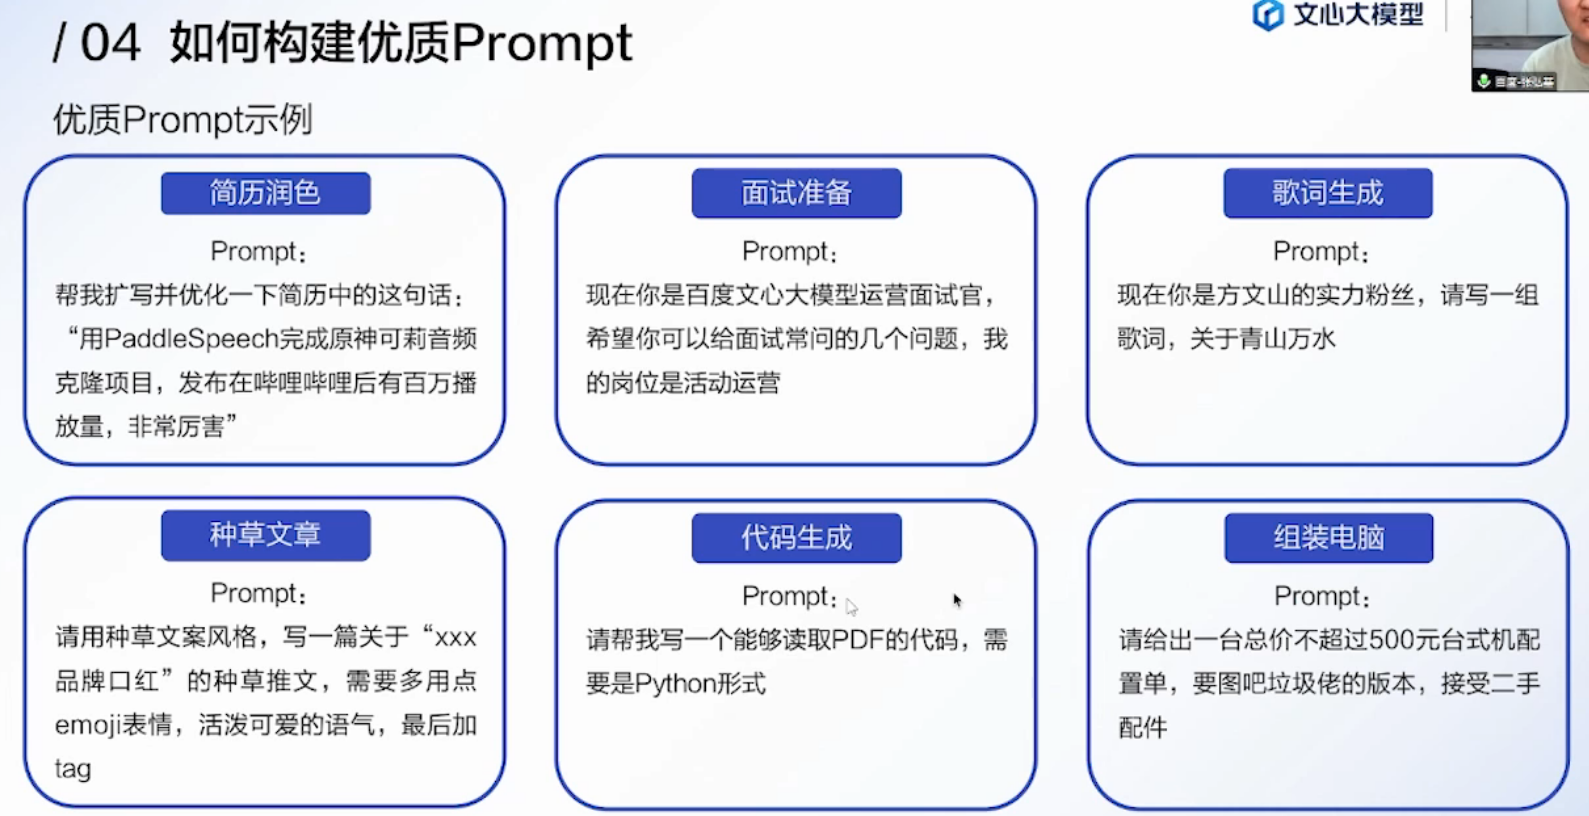 / 04 如何构建优质Prompt
文心大模型
优质Prompt示例
简历润色
Prompt：
帮我扩写并优化一下简历中的这句话；
“用PaddleSpeech完成原神可莉音频
克隆项目，发布在哔哩哔哩后有百万播
放量，非常厉害”
面试准备
Prompt：
现在你是百度文心大模型运营面试官，
希望你可以给面试常问的几个问题，我
的岗位是活动运营
歌词生成
Prompt：
现在你是方文山的实力粉丝，请写一组
歌词，关于青山万水
种草文章
Prompt：
请用种草文案风格，写一篇关于“xxx
品牌口红”的种草推文，需要多用点
emoji表情，活泼可爱的语气，最后加
tag
代码生成
Prompt：
请帮我写一个能够读取PDF的代码，需
要是Python形式
组装电脑
Prompt：
请给出一台总价不超过500元台式机配
置单，要图吧垃圾佬的版本，接受二手
配件